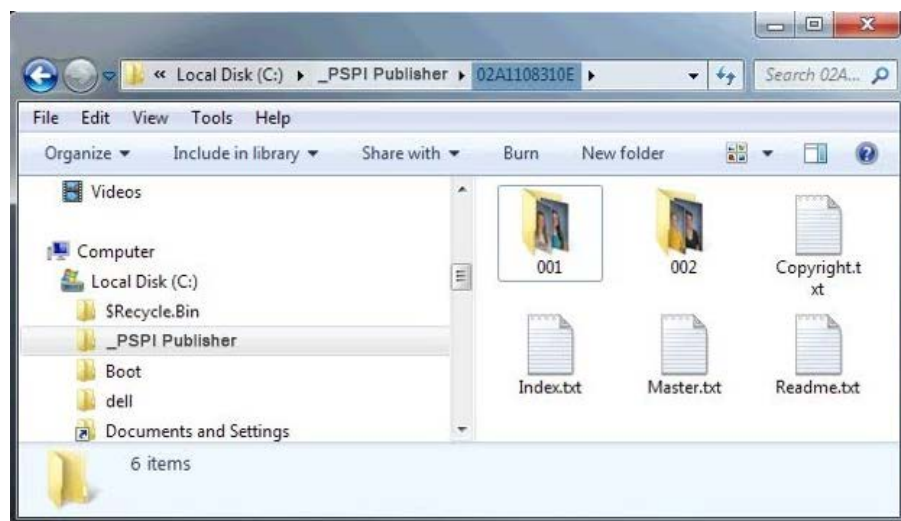 « Local Disk (C:) ▸ _PSPI Publisher ▸ 02A1108310E ▸ Search 02A...
File Edit View Tools Help
Organize ▾ Include in library ▾ Share with ▾ Burn New folder
Videos
Computer
Local Disk (C:)
$Recycle.Bin
_PSPI Publisher
Boot
dell
Documents and Settings
001
002
Copyright.t
xt
Index.txt
Master.txt
Readme.txt
6 items